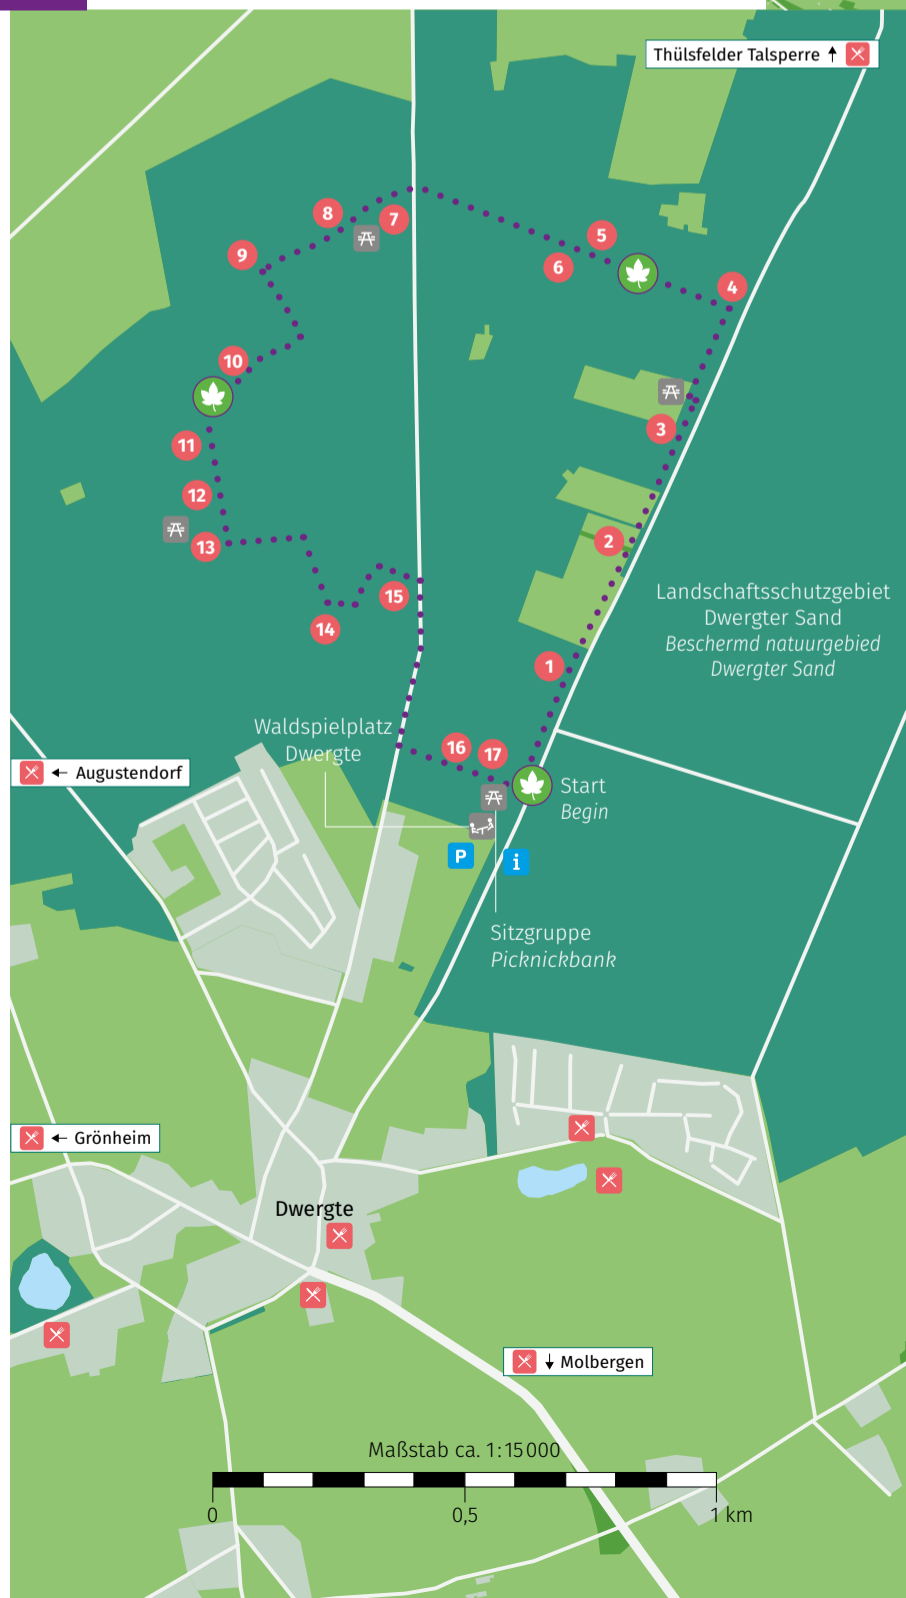 Thülsfelder Talsperre ↑
8
7
5
9
6
4
10
3
11
12
13
2
15
14
Landschaftsschutzgebiet
Dwergter Sand
Beschermd natuurgebied
Dwergter Sand
1
Waldspielplatz
Dwergte
16
17
← Augustendorf
Start
Begin
P
i
Sitzgruppe
Picknickbank
← Grönheim
Dwergte
↓ Molbergen
Maßstab ca. 1:15000
0
0,5
1 km